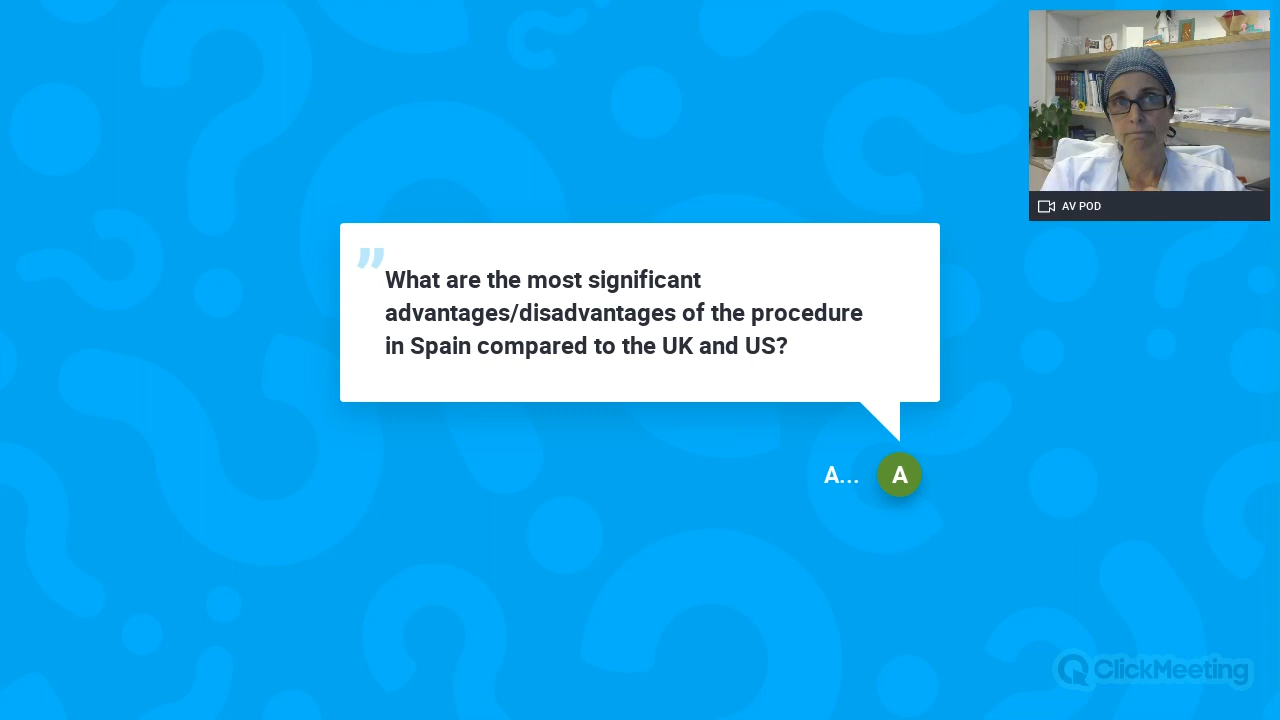 AV POD
” What are the most significant
advantages/disadvantages of the procedure
in Spain compared to the UK and US?
A... A
ClickMeeting